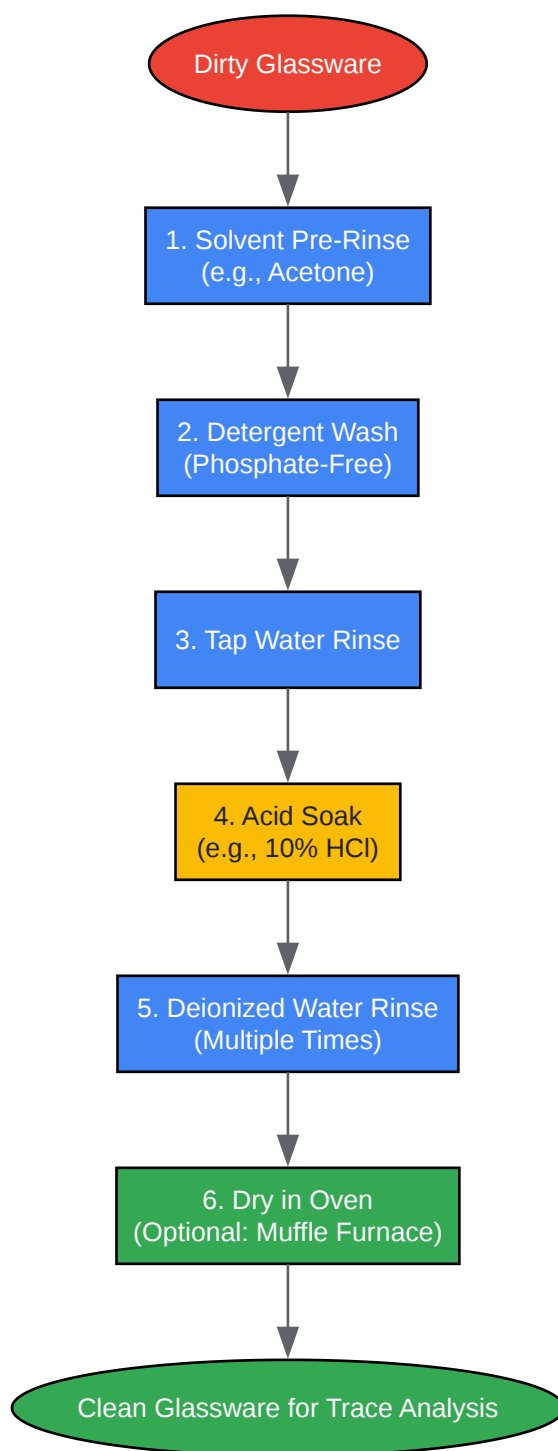 Dirty Glassware
1. Solvent Pre-Rinse
(e.g., Acetone)
2. Detergent Wash
(Phosphate-Free)
3. Tap Water Rinse
4. Acid Soak
(e.g., 10% HCl)
5. Deionized Water Rinse
(Multiple Times)
6. Dry in Oven
(Optional: Muffle Furnace)
Clean Glassware for Trace Analysis